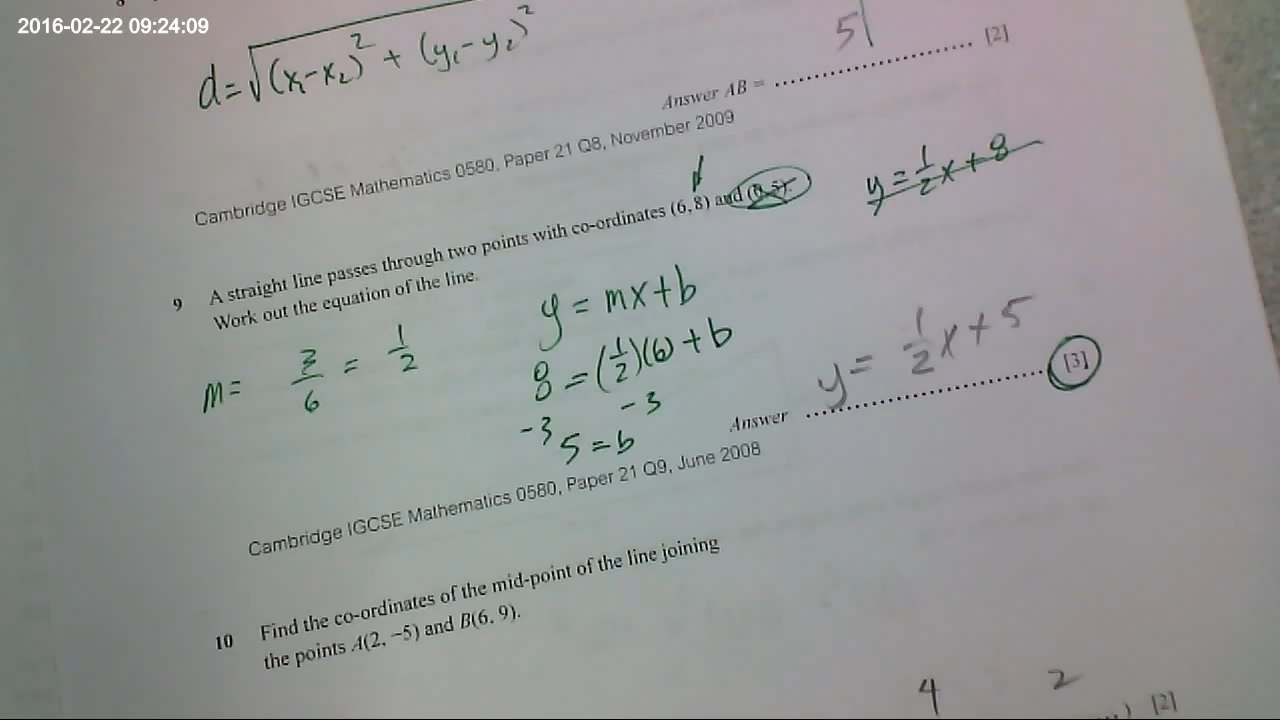 2016-02-22 09:24:09
d = √(x₁-x₂)² + (y₁-y₂)²
51
Answer AB = .................................... [2]
Cambridge IGCSE Mathematics 0580, Paper 21 Q8, November 2009
y = 1/2 x + 8
9 A straight line passes through two points with co-ordinates (6, 8) and (0, 5).
Work out the equation of the line.
m = 3/6 = 1/2
y = mx + b
8 = (1/2)(6) + b
-3 -3
5 = b
y = 1/2 x + 5
Answer .................................... [3]
Cambridge IGCSE Mathematics 0580, Paper 21 Q9, June 2008
10 Find the co-ordinates of the mid-point of the line joining
the points A(2, −5) and B(6, 9).
4 2
) [2]